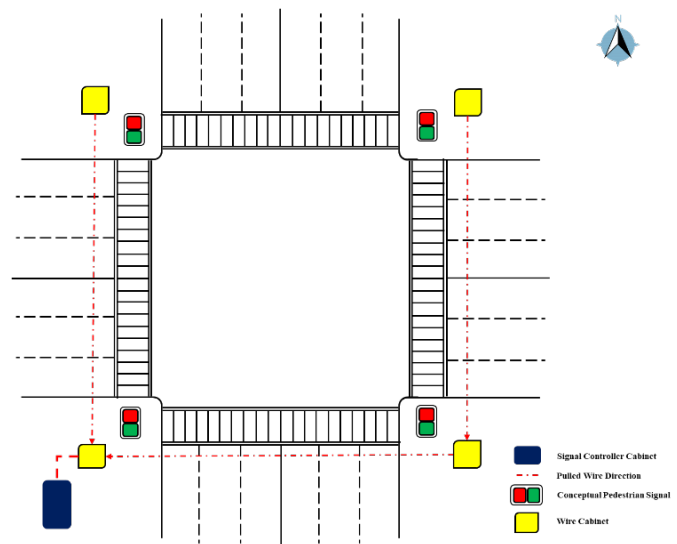 N
Signal Controller Cabinet
Pulled Wire Direction
Conceptual Pedestrian Signal
Wire Cabinet